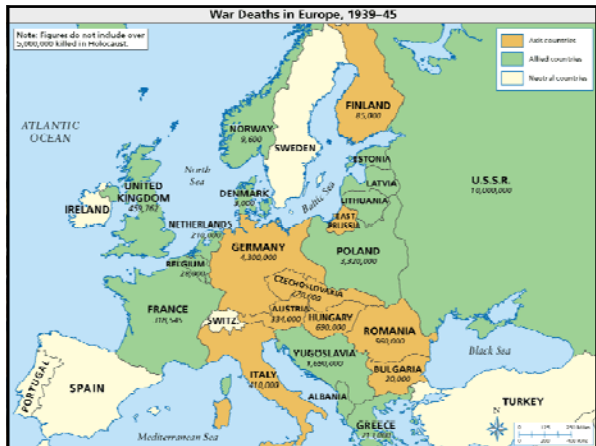 War Deaths in Europe, 1939–45
Note: Figures do not include over
5,000,000 killed in Holocaust.
Axis countries
Allied countries
Neutral countries
FINLAND
85,000
ATLANTIC
OCEAN
NORWAY
9,600
SWEDEN
ESTONIA
North
Sea
LATVIA
U.S.S.R.
10,000,000
UNITED
KINGDOM
DENMARK
Baltic Sea
LITHUANIA
IRELAND
EAST
PRUSSIA
NETHERLANDS
GERMANY
4,300,000
POLAND
3,320,000
BELGIUM
CZECHOSLOVAKIA
FRANCE
AUSTRIA
HUNGARY
SWITZ.
ROMANIA
YUGOSLAVIA
Black Sea
ITALY
BULGARIA
20,000
PORTUGAL
SPAIN
ALBANIA
TURKEY
GREECE
Mediterranean Sea
N